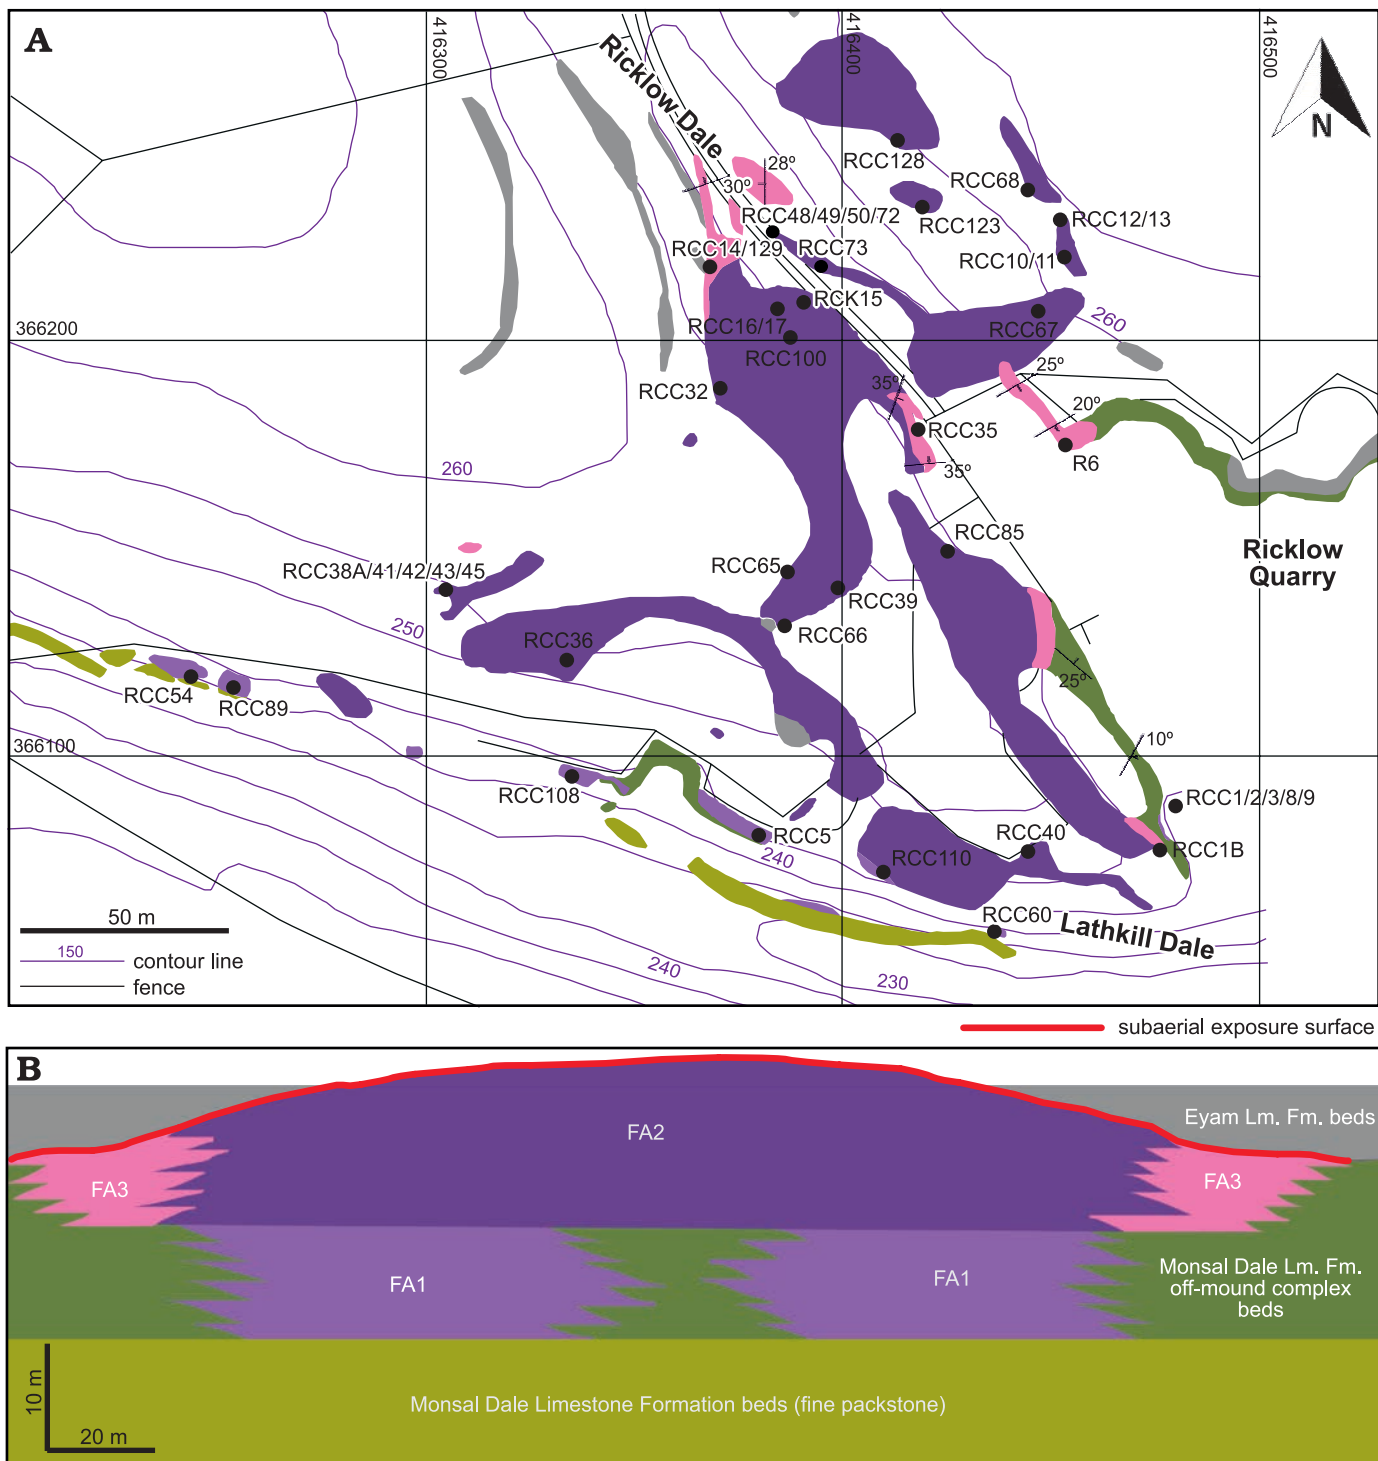 A
416300
416400
416500
Ricklow Dale
N
RCC128
RCC68
28º
30º
RCC48/49/50/72
RCC123
RCC12/13
RCC14/129
RCC73
RCC10/11
RCK15
366200
RCC16/17
RCC67
260
RCC100
25º
RCC32
35º
20º
RCC35
R6
260
35º
RCC85
Ricklow
Quarry
RCC38A/41/42/43/45
RCC65
RCC39
250
RCC66
RCC36
25º
RCC54
RCC89
366100
10º
RCC108
RCC1/2/3/8/9
RCC5
RCC40
RCC1B
240
RCC110
50 m
RCC60
Lathkill Dale
150
contour line
240
230
fence
subaerial exposure surface
B
Eyam Lm. Fm. beds
FA2
FA3
FA3
FA1
FA1
Monsal Dale Lm. Fm.
off-mound complex
beds
10 m
20 m
Monsal Dale Limestone Formation beds (fine packstone)